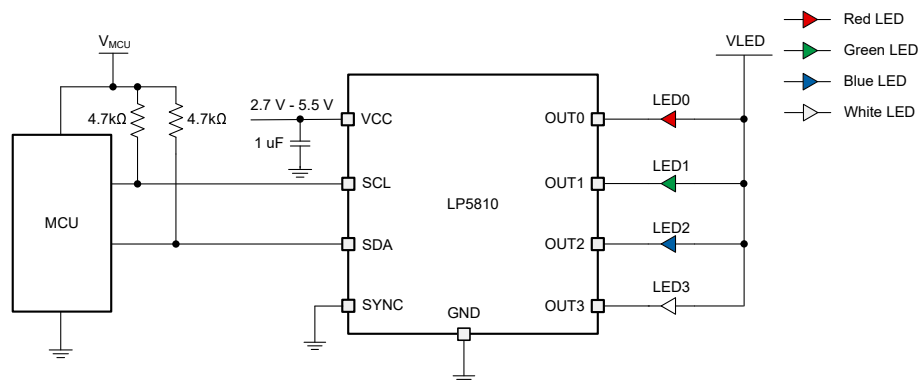 V_MCU
4.7kΩ
4.7kΩ
MCU
2.7 V - 5.5 V
1 uF
VCC
SCL
SDA
SYNC
LP5810
GND
OUT0
OUT1
OUT2
OUT3
LED0
LED1
LED2
LED3
VLED
Red LED
Green LED
Blue LED
White LED